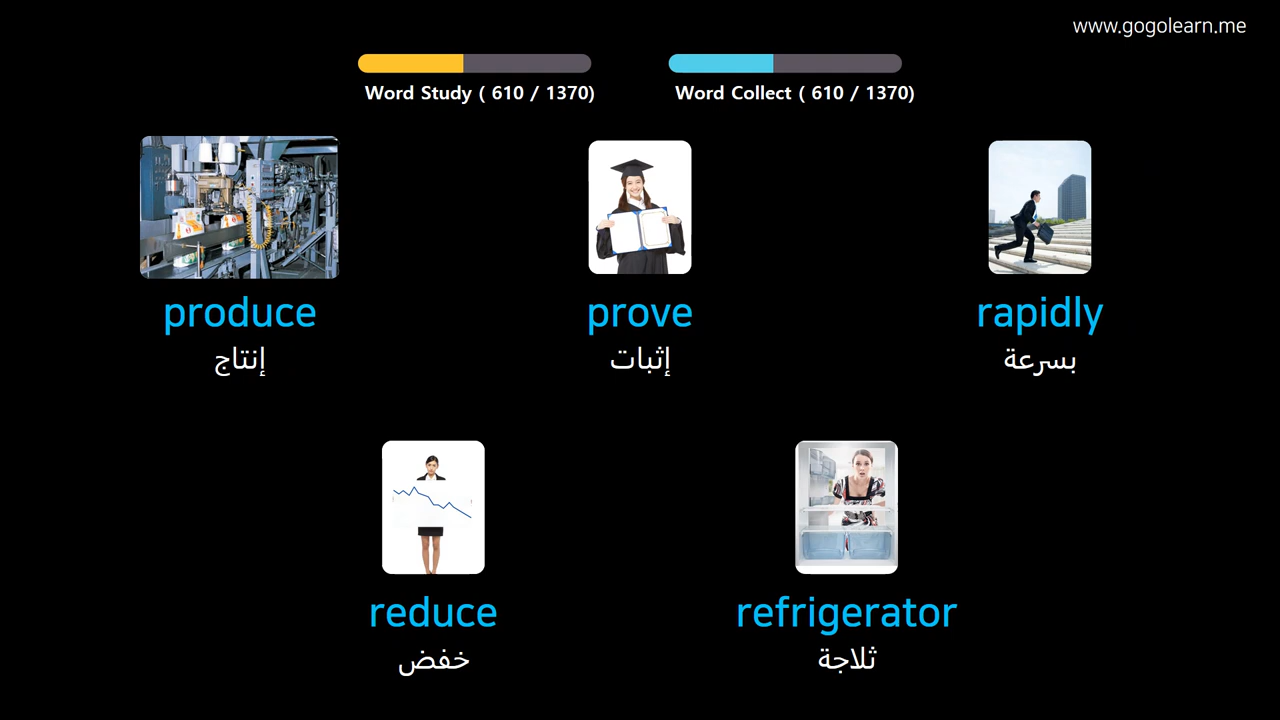 www.gogolearn.me
Word Study ( 610 / 1370)
Word Collect ( 610 / 1370)
produce
إنتاج
prove
إثبات
rapidly
بسرعة
reduce
خفض
refrigerator
ثلاجة